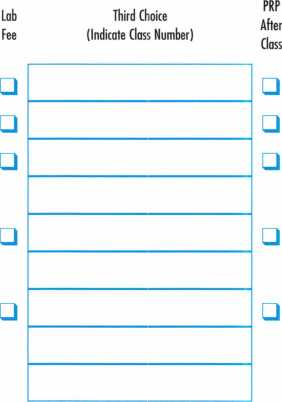 Lab
Fee
Third Choice
(Indicate Class Number)
PRP
After
Class